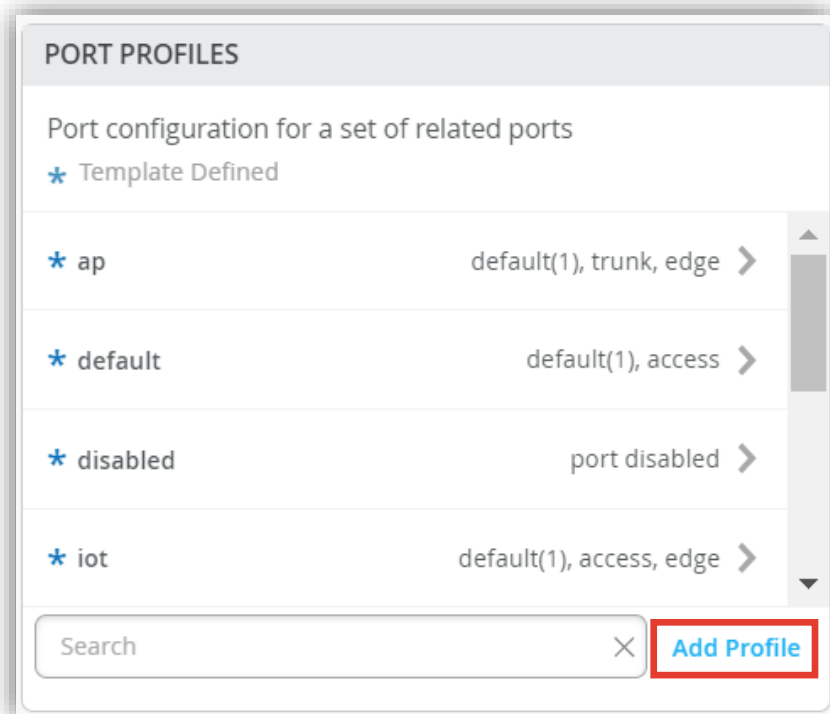 PORT PROFILES
Port configuration for a set of related ports
* Template Defined
* ap default(1), trunk, edge
* default default(1), access
* disabled port disabled
* iot default(1), access, edge
Search Add Profile